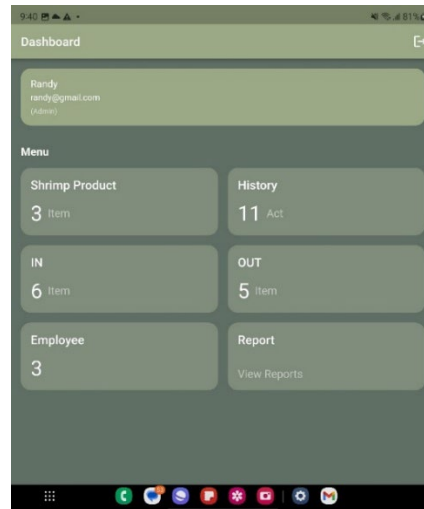 9:40
81%
Dashboard
Randy
randy@gmail.com
(Admin)
Menu
Shrimp Product
3 Item
History
11 Act
IN
6 Item
OUT
5 Item
Employee
3
Report
View Reports